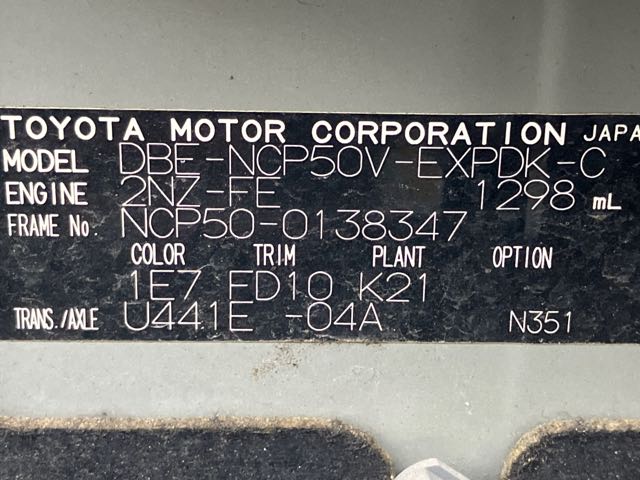 TOYOTA MOTOR CORPORATION JAPA
MODEL DBE-NCP50V-EXPDK-C
ENGINE 2NZ-FE 1298 mL
FRAME No. NCP50-0138347
COLOR TRIM PLANT OPTION
1E7 FD10 K21
TRANS./AXLE U441E -04A N351